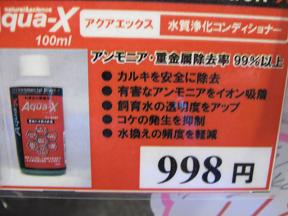 nature&science
Aqua-X
100ml
アクアエックス
水質浄化コンディショナー
アンモニア・重金属除去率 99%以上
● カルキを安全に除去
● 有害なアンモニアをイオン吸着
● 飼育水の透明度をアップ
● コケの発生を抑制
● 水換えの頻度を軽減
Aqua-X
998 円